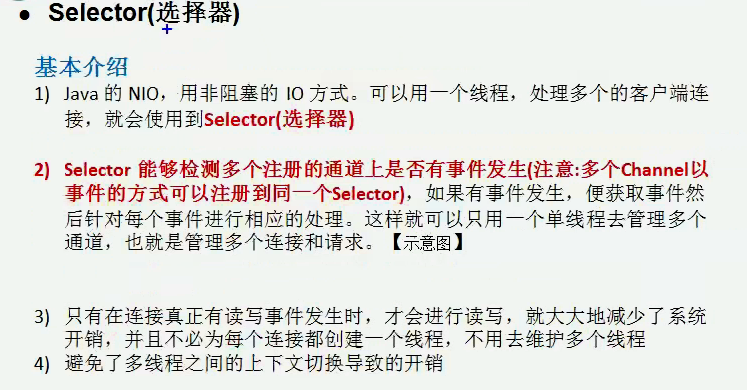 • Selector(选择器)
基本介绍
1) Java 的 NIO，用非阻塞的 IO 方式。可以用一个线程，处理多个的客户端连
接，就会使用到Selector(选择器)
2) Selector 能够检测多个注册的通道上是否有事件发生(注意:多个Channel以
事件的方式可以注册到同一个Selector)，如果有事件发生，便获取事件然
后针对每个事件进行相应的处理。这样就可以只用一个单线程去管理多个
通道，也就是管理多个连接和请求。【示意图】
3) 只有在连接真正有读写事件发生时，才会进行读写，就大大地减少了系统
开销，并且不必为每个连接都创建一个线程，不用去维护多个线程
4) 避免了多线程之间的上下文切换导致的开销